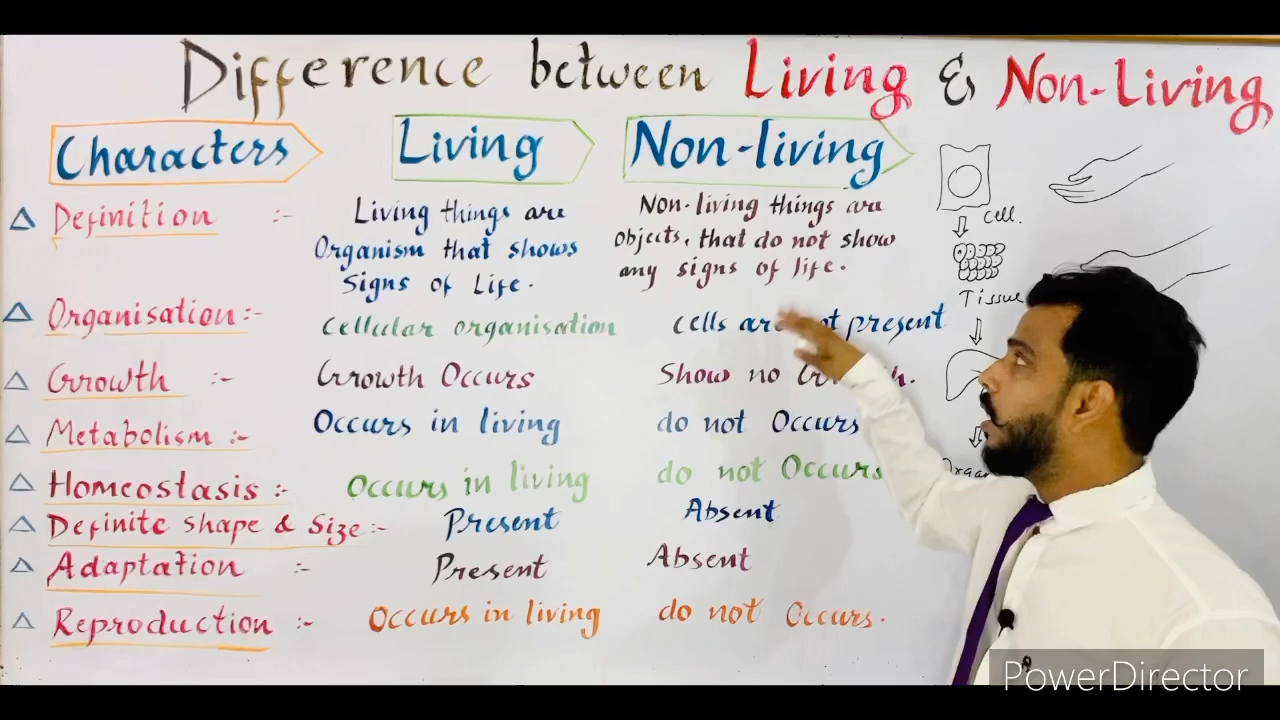 Difference between Living & Non-Living
Characters Living Non-living
Definition :- Living things are Organism that shows Signs of Life. Non-living things are objects, that do not show any signs of life.
Organisation :- Cellular organisation Cells are not present
Growth :- Growth Occurs Show no
Metabolism :- Occurs in living do not Occurs
Homeostasis :- Occurs in living do not Occurs
Definite shape & Size :- Present Absent
Adaptation :- Present Absent
Reproduction :- Occurs in living do not Occurs.
Cell.
Tissue
PowerDirector